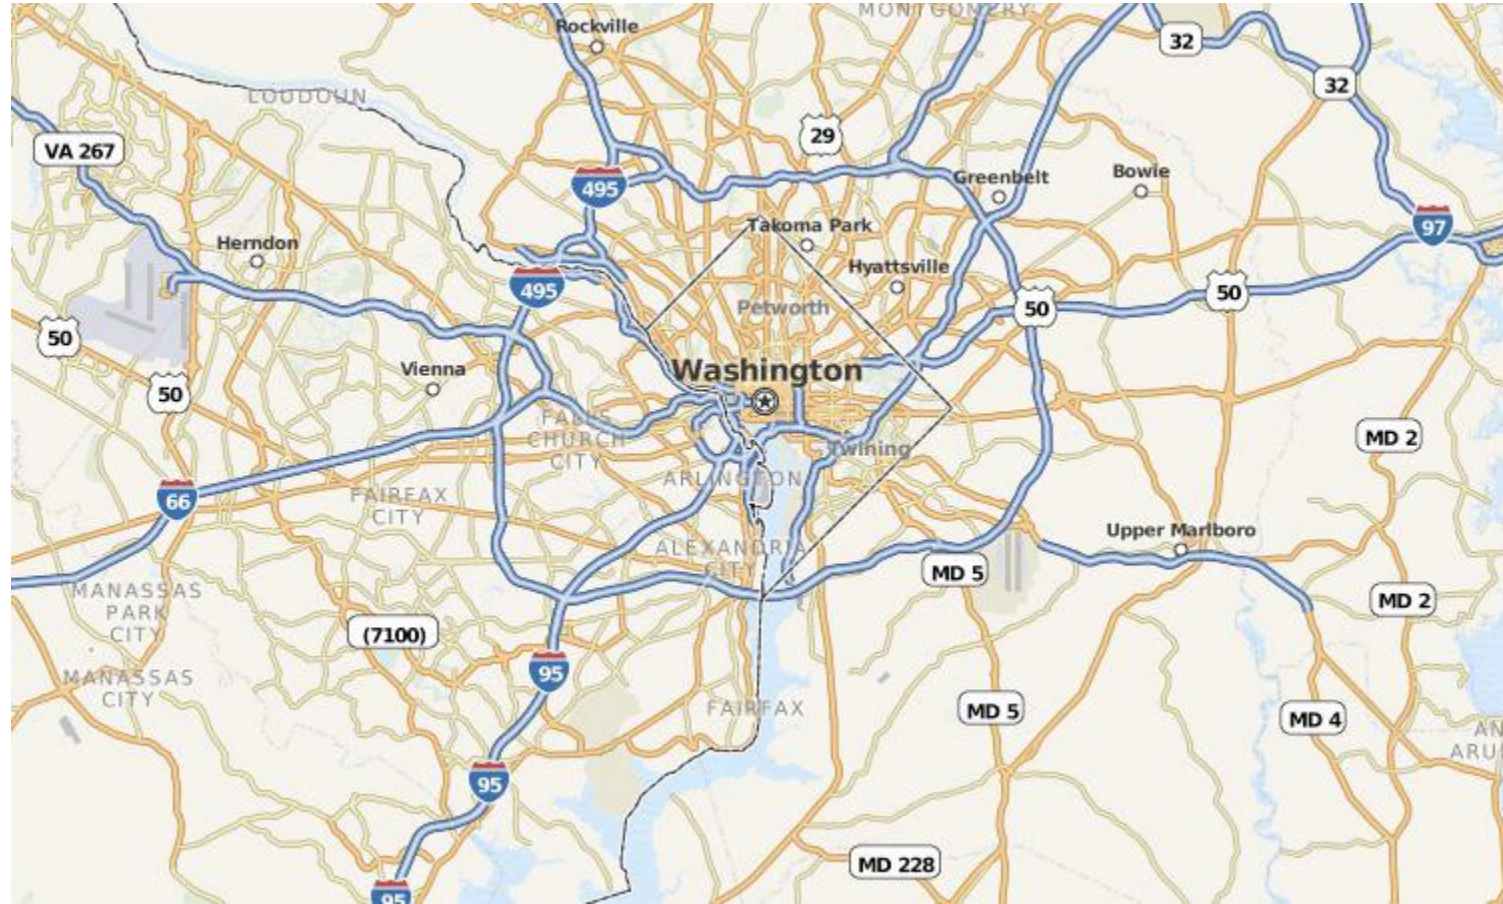 MONTGOMERY
Rockville
32
32
LOUDOUN
29
VA 267
495
Greenbelt
Bowie
Takoma Park
97
Herndon
Hyattsville
495
50
50
Petworth
50
Vienna
Washington
50
FALLS
CHURCH
CITY
MD 2
Twining
ARLINGTON
66
FAIRFAX
CITY
Upper Marlboro
ALEXANDRIA
CITY
MD 5
MANASSAS
PARK
CITY
MD 2
(7100)
95
MANASSAS
CITY
FAIRFAX
MD 5
MD 4
AN
ARU
95
MD 228
95